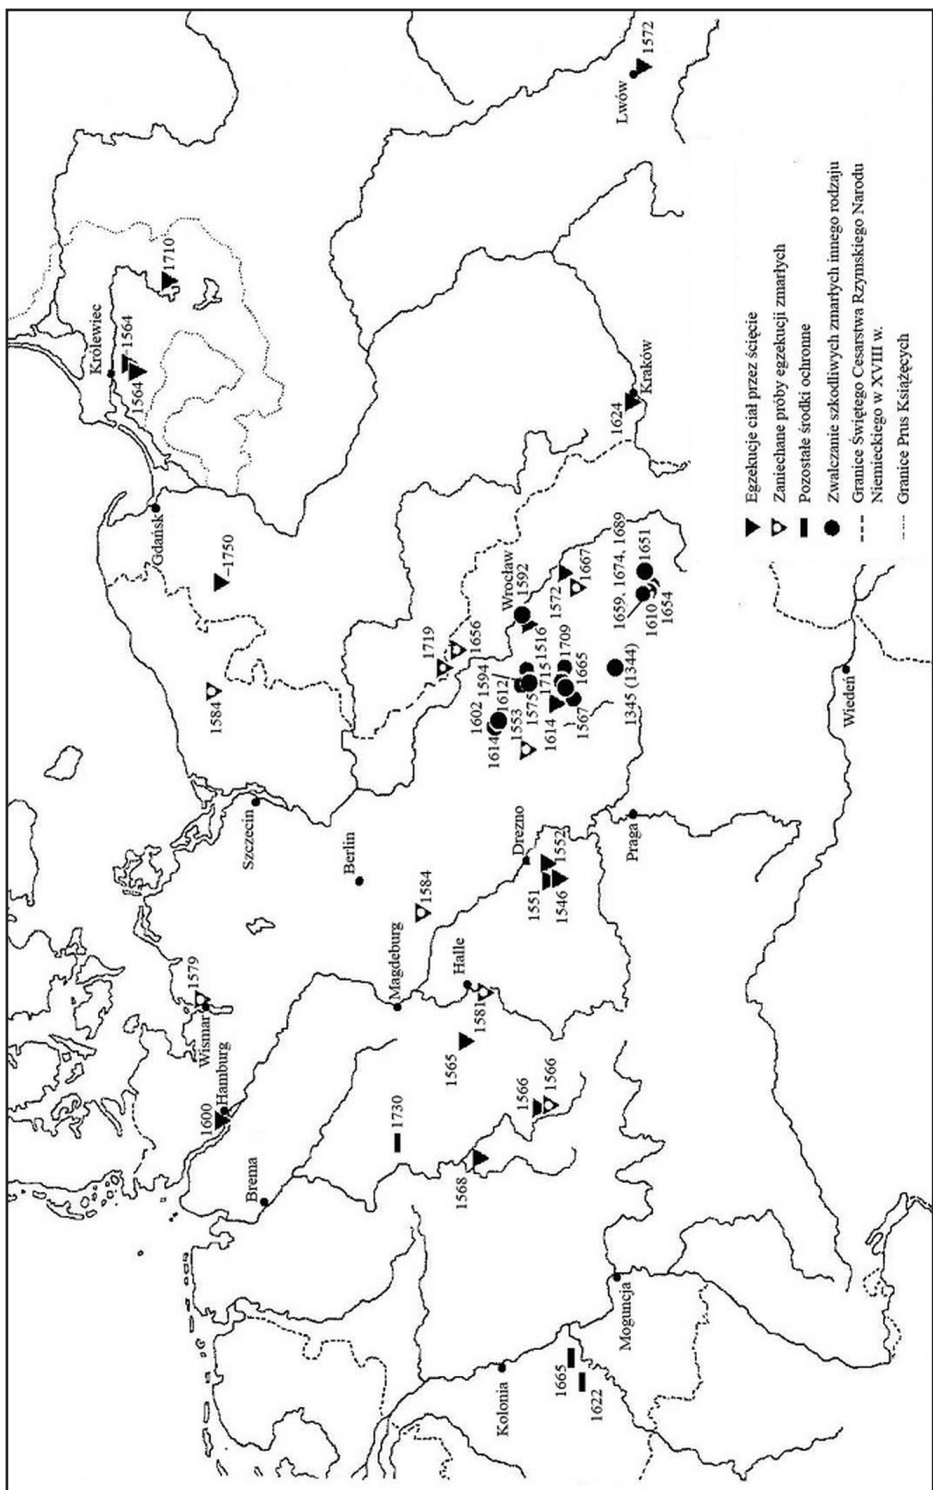 Królewiec
1564
1564
1710
Gdańsk
1750
1584
Szczecin
Berlin
1584
Magdeburg
Halle
1581
1565
1579
Wismar
Hamburg
1600
Brema
1730
1568
1566
1566
Kolonia
1665
1622
Moguncja
Drezno
1551
1552
1546
Praga
Wiedeń
1719
1656
Wrocław
1592
1594
1612
1602
1614
1553
1516
1575
1715
1709
1665
1614
1567
1572
1667
1659, 1674, 1689
1651
1610
1654
1345 (1344)
1624
Kraków
Lwów
1572
Egzekucje ciał przez ścięcie
Zaniechane proby egzekucji zmarłych
Pozostałe środki ochronne
Zwalczanie szkodliwych zmarłych innego rodzaju
Granice Świętego Cesarstwa Rzymskiego Narodu
Niemieckiego w XVIII w.
Granice Prus Książęcych